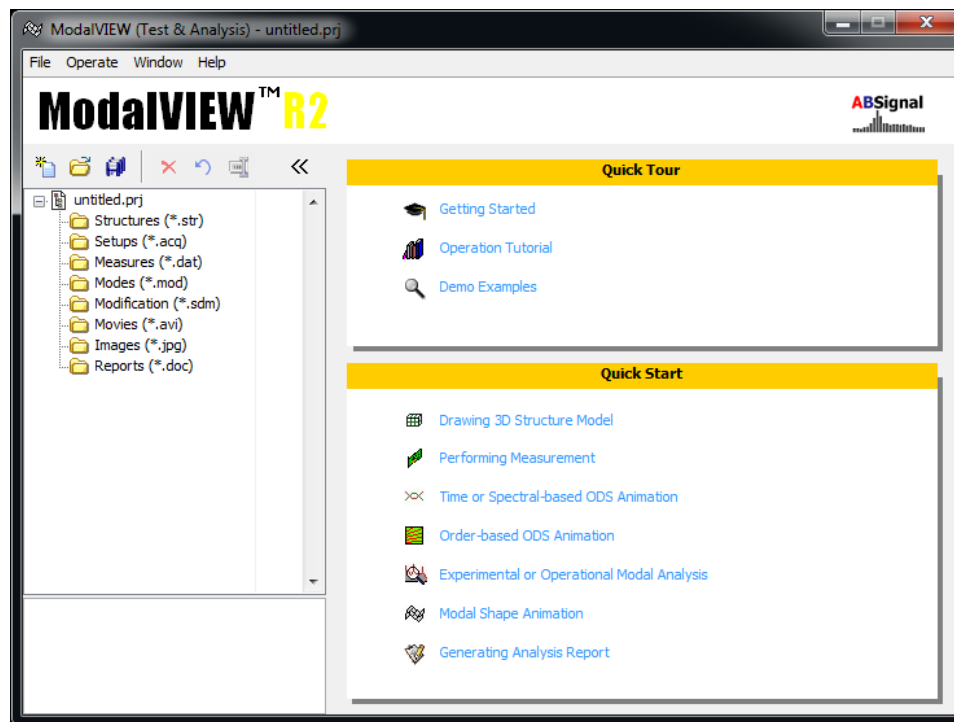 ModalVIEW (Test & Analysis) - untitled.prj
File Operate Window Help
ModalVIEW™R2
ABSignal
untitled.prj
Structures (*.str)
Setups (*.acq)
Measures (*.dat)
Modes (*.mod)
Modification (*.sdm)
Movies (*.avi)
Images (*.jpg)
Reports (*.doc)
Quick Tour
Getting Started
Operation Tutorial
Demo Examples
Quick Start
Drawing 3D Structure Model
Performing Measurement
Time or Spectral-based ODS Animation
Order-based ODS Animation
Experimental or Operational Modal Analysis
Modal Shape Animation
Generating Analysis Report